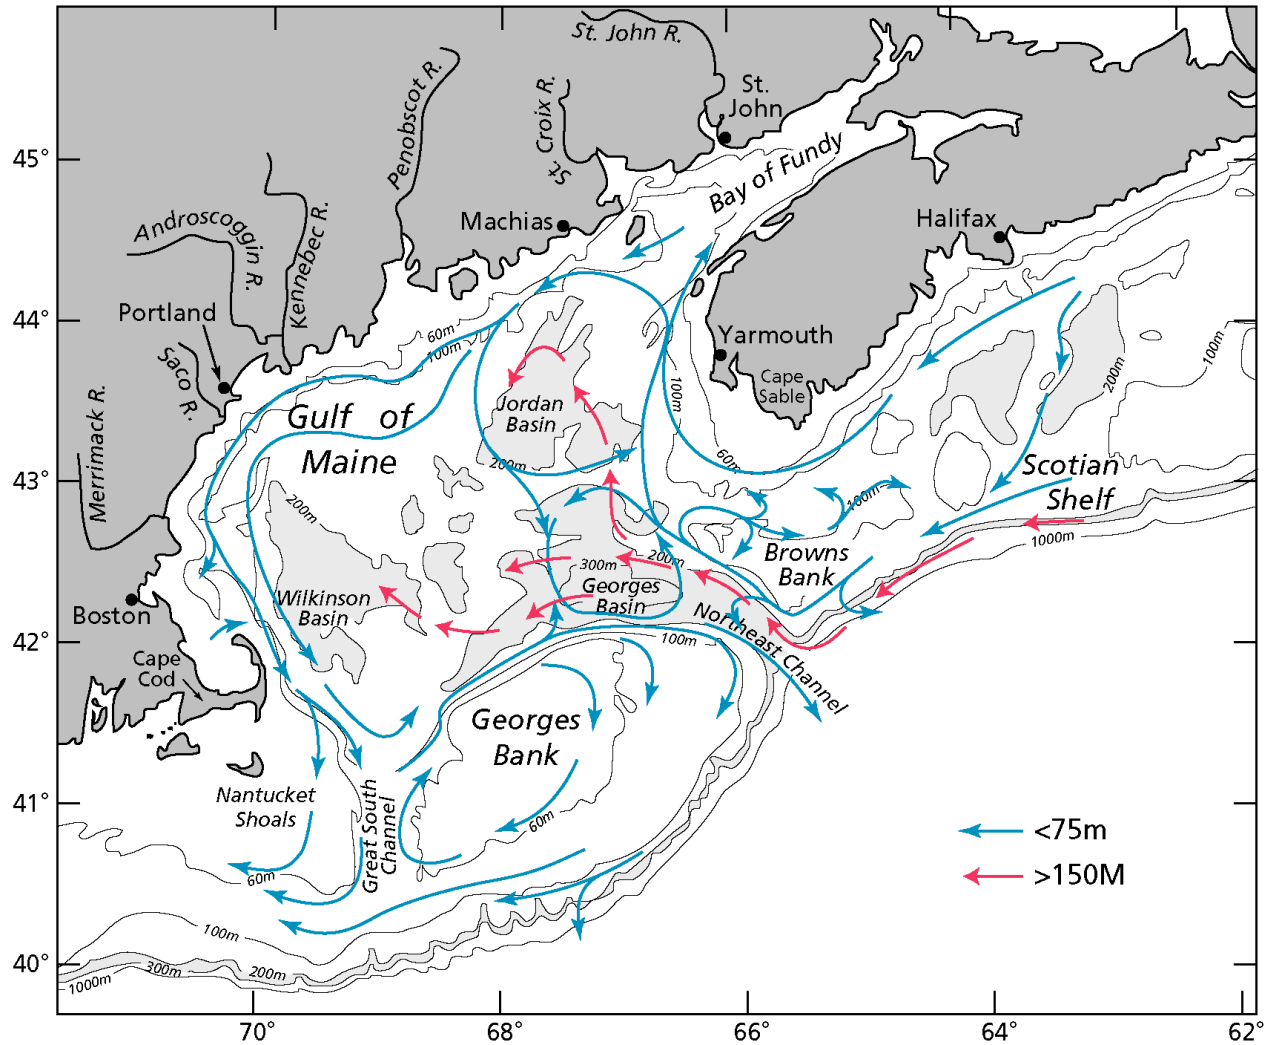 St. John R.
Penobscot R.
St. Croix R.
St.
John
Bay of Fundy
45°
Androscoggin R.
Kennebec R.
Machias
Halifax
44°
Portland
Saco R.
60m
100m
Yarmouth
Cape
Sable
100m
200m
100m
Merrimack R.
Gulf of
Maine
Jordan
Basin
43°
200m
60m
100m
Scotian
Shelf
200m
1000m
Browns
Bank
200m
300m
Georges
Basin
Wilkinson
Basin
Boston
Northeast Channel
42°
100m
Cape
Cod
Georges
Bank
Nantucket
Shoals
Great South
Channel
41°
60m
<75m
60m
>150M
100m
40°
300m
200m
1000m
70°
68°
66°
64°
62°